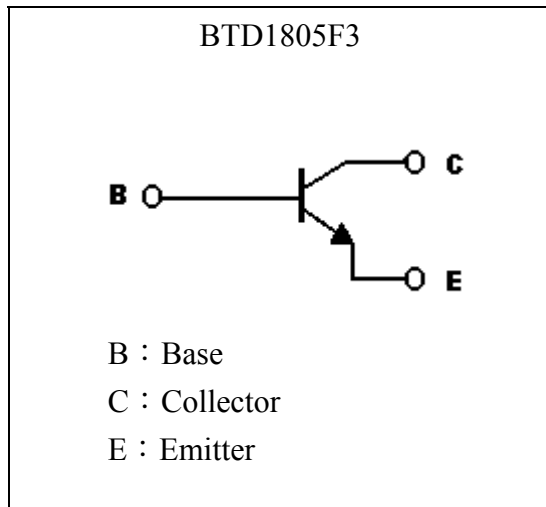 BTD1805F3
C
B
E
B：Base
C：Collector
E：Emitter